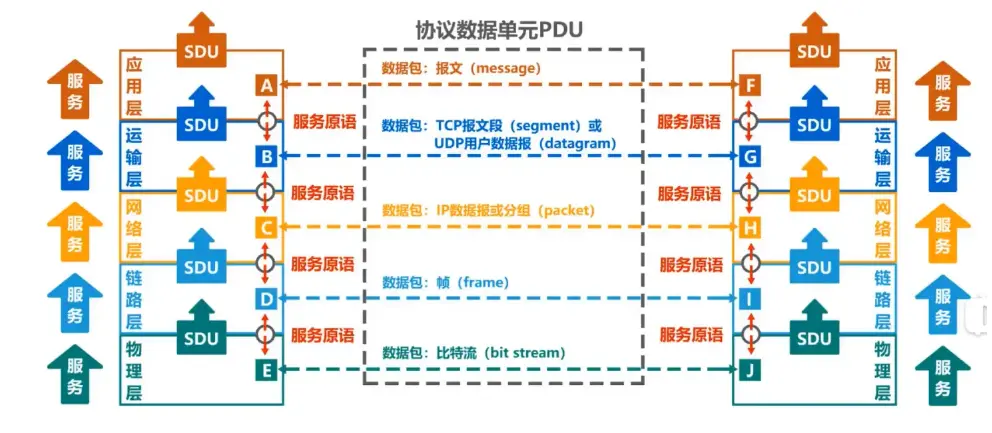 协议数据单元PDU
SDU
SDU
应用层
应用层
服务
服务
A
数据包：报文（message）
F
SDU
SDU
服务原语
服务原语
数据包：TCP报文段（segment）或
UDP用户数据报（datagram）
运输层
运输层
服务
服务
B
G
SDU
SDU
服务原语
服务原语
网络层
网络层
服务
服务
C
数据包：IP数据报或分组（packet）
H
SDU
SDU
服务原语
服务原语
链路层
链路层
服务
服务
D
数据包：帧（frame）
I
SDU
SDU
服务原语
服务原语
物理层
物理层
服务
服务
E
数据包：比特流（bit stream）
J